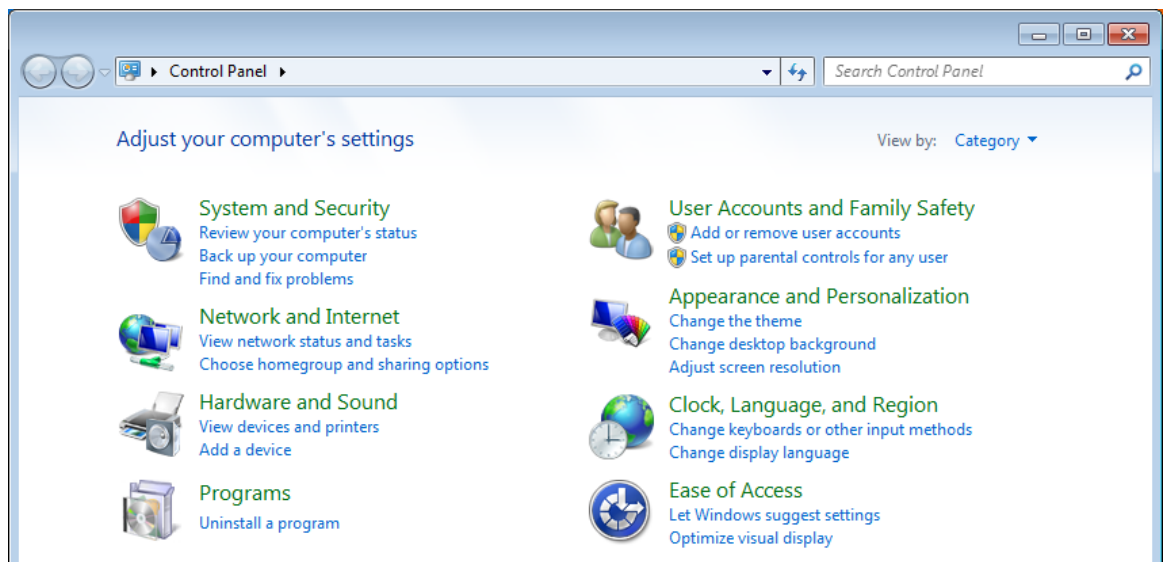 Control Panel
Search Control Panel
Adjust your computer's settings
View by: Category
System and Security
Review your computer's status
Back up your computer
Find and fix problems
Network and Internet
View network status and tasks
Choose homegroup and sharing options
Hardware and Sound
View devices and printers
Add a device
Programs
Uninstall a program
User Accounts and Family Safety
Add or remove user accounts
Set up parental controls for any user
Appearance and Personalization
Change the theme
Change desktop background
Adjust screen resolution
Clock, Language, and Region
Change keyboards or other input methods
Change display language
Ease of Access
Let Windows suggest settings
Optimize visual display